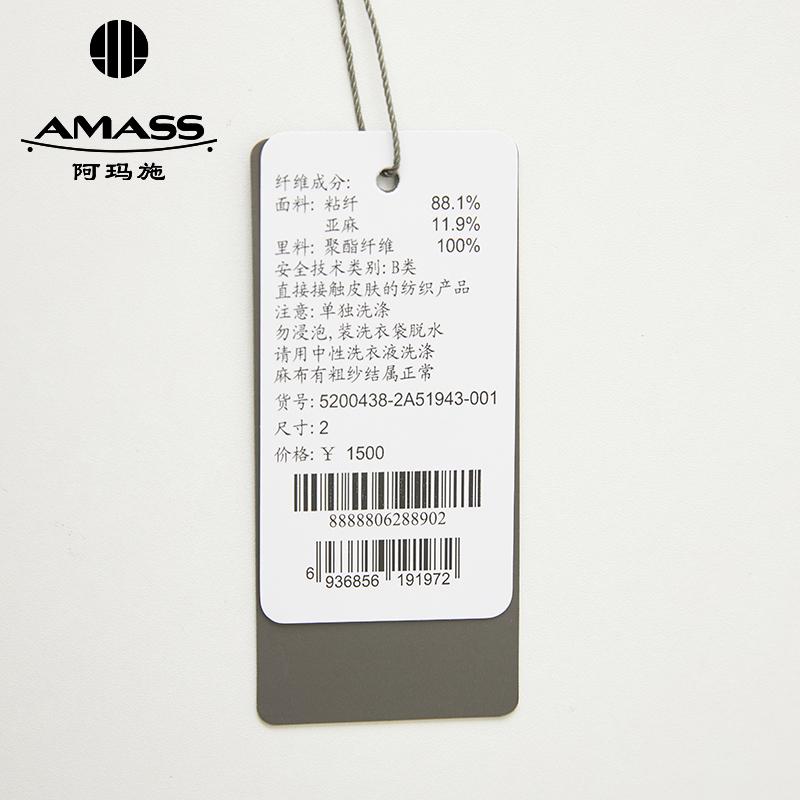 AMASS
阿玛施
纤维成分:
面料: 粘纤 88.1%
亚麻 11.9%
里料: 聚酯纤维 100%
安全技术类别: B类
直接接触皮肤的纺织产品
注意: 单独洗涤
勿浸泡, 装洗衣袋脱水
请用中性洗衣液洗涤
麻布有粗纱结属正常
货号: 5200438-2A51943-001
尺寸: 2
价格: ¥ 1500
8888806288902
6 936856 191972